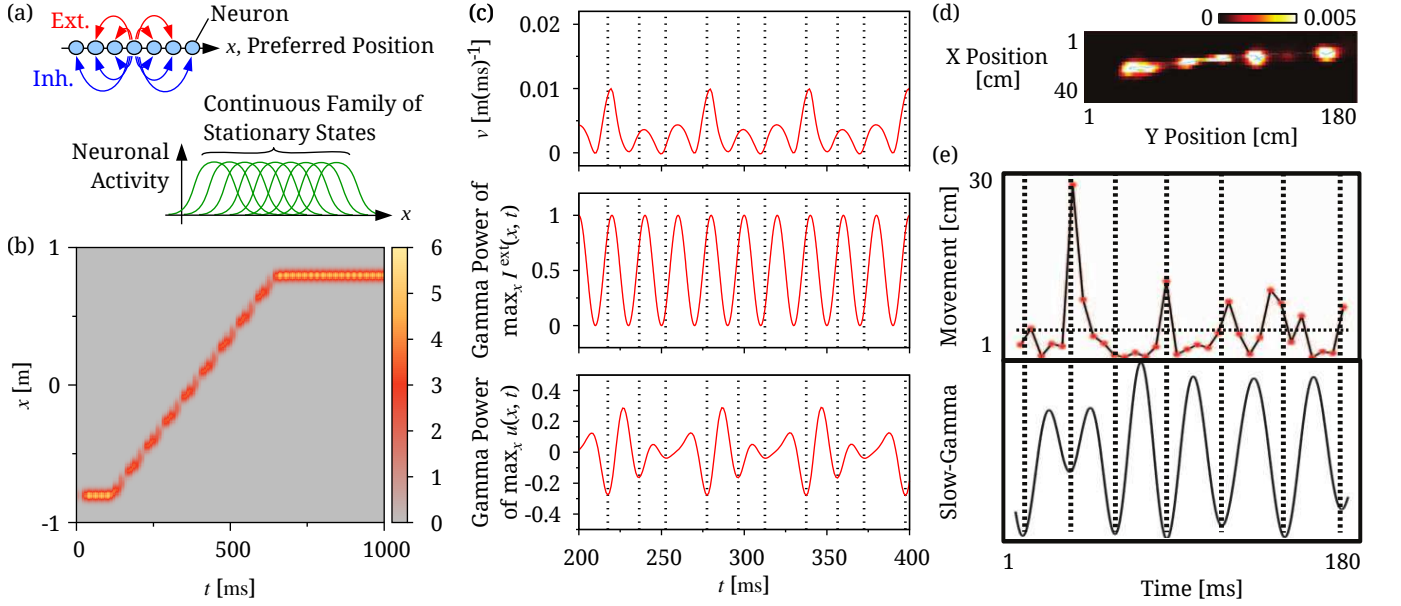 (a)
Neuron
Ext.
x, Preferred Position
Inh.
Continuous Family of
Stationary States
Neuronal
Activity
x
(b)
1
0
-1
x [m]
0
500
1000
t [ms]
6
5
4
3
2
1
0
(c)
0.02
0.01
0
v [m(ms)⁻¹]
1
0.5
0
Gamma Power of
maxₓ I^ext(x, t)
0.4
0.2
0
-0.2
-0.4
Gamma Power
of maxₓ u(x, t)
200
250
300
350
400
t [ms]
(d)
0
0.005
X Position
[cm]
1
40
1
180
Y Position [cm]
(e)
30
1
Movement [cm]
Slow-Gamma
1
180
Time [ms]